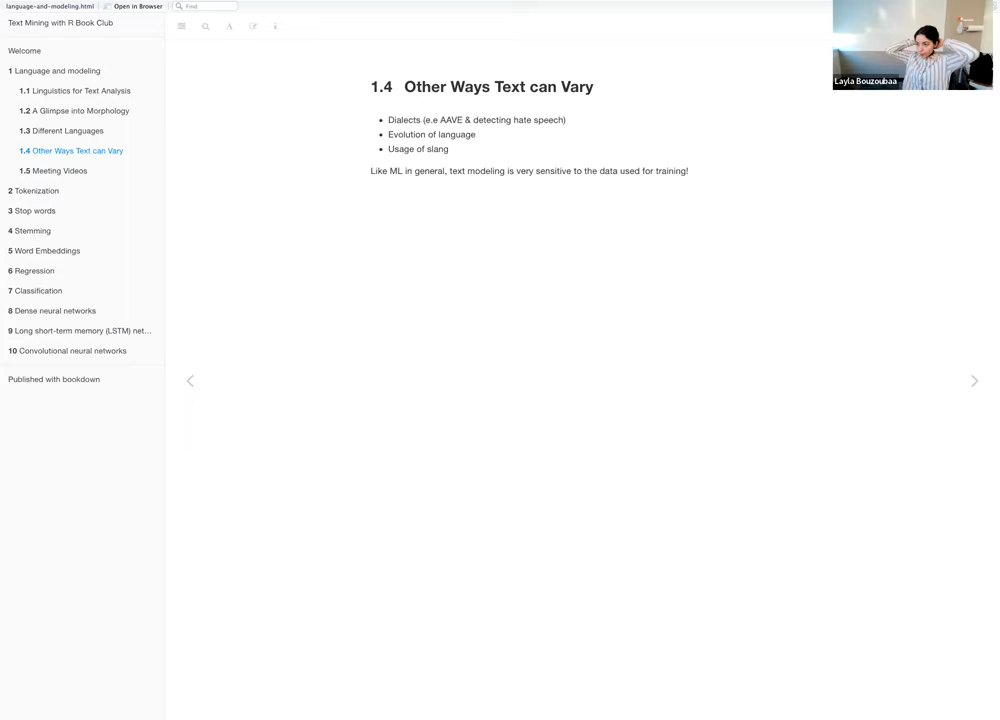 language-and-modeling.html
Open in Browser
Find
Text Mining with R Book Club
Welcome
1 Language and modeling
1.1 Linguistics for Text Analysis
1.2 A Glimpse into Morphology
1.3 Different Languages
1.4 Other Ways Text can Vary
1.5 Meeting Videos
2 Tokenization
3 Stop words
4 Stemming
5 Word Embeddings
6 Regression
7 Classification
8 Dense neural networks
9 Long short-term memory (LSTM) net…
10 Convolutional neural networks
Published with bookdown
1.4 Other Ways Text can Vary
• Dialects (e.e AAVE & detecting hate speech)
• Evolution of language
• Usage of slang
Like ML in general, text modeling is very sensitive to the data used for training!
Layla Bouzoubaa